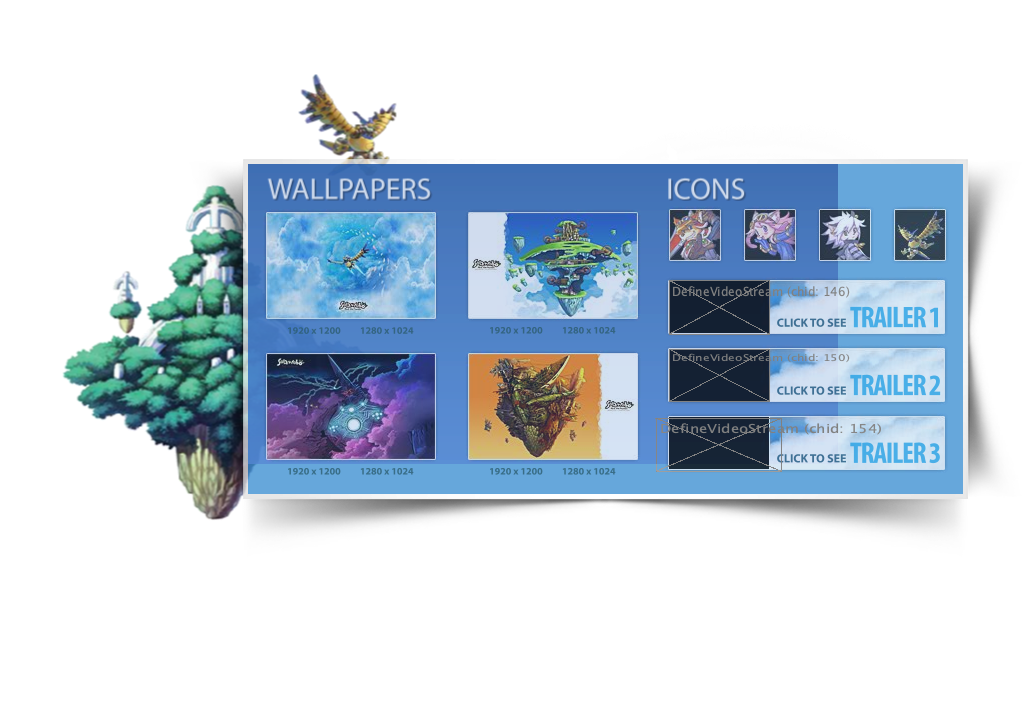 WALLPAPERS
1920 x 1200 1280 x 1024
1920 x 1200 1280 x 1024
1920 x 1200 1280 x 1024
1920 x 1200 1280 x 1024
ICONS
DefineVideoStream (chid: 146)
CLICK TO SEE TRAILER 1
DefineVideoStream (chid: 150)
CLICK TO SEE TRAILER 2
DefineVideoStream (chid: 154)
CLICK TO SEE TRAILER 3